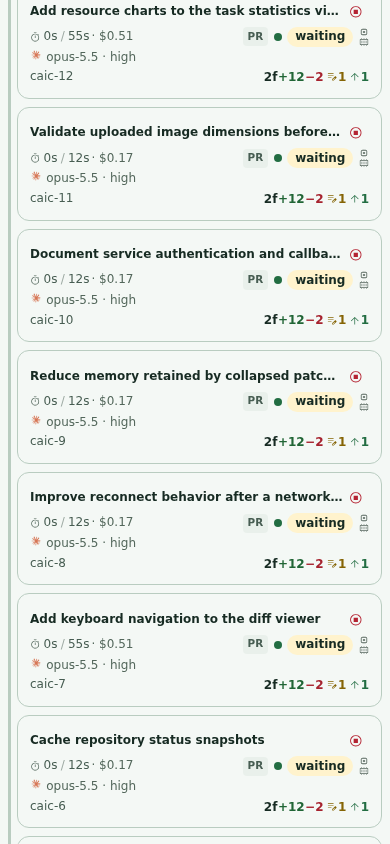 Add resource charts to the task statistics vi…
0s / 55s · $0.51 PR waiting
opus-5.5 · high
caic-12 2f+12−2 1 ↑1
Validate uploaded image dimensions before…
0s / 12s · $0.17 PR waiting
opus-5.5 · high
caic-11 2f+12−2 1 ↑1
Document service authentication and callba…
0s / 12s · $0.17 PR waiting
opus-5.5 · high
caic-10 2f+12−2 1 ↑1
Reduce memory retained by collapsed patc…
0s / 12s · $0.17 PR waiting
opus-5.5 · high
caic-9 2f+12−2 1 ↑1
Improve reconnect behavior after a network…
0s / 12s · $0.17 PR waiting
opus-5.5 · high
caic-8 2f+12−2 1 ↑1
Add keyboard navigation to the diff viewer
0s / 55s · $0.51 PR waiting
opus-5.5 · high
caic-7 2f+12−2 1 ↑1
Cache repository status snapshots
0s / 12s · $0.17 PR waiting
opus-5.5 · high
caic-6 2f+12−2 1 ↑1